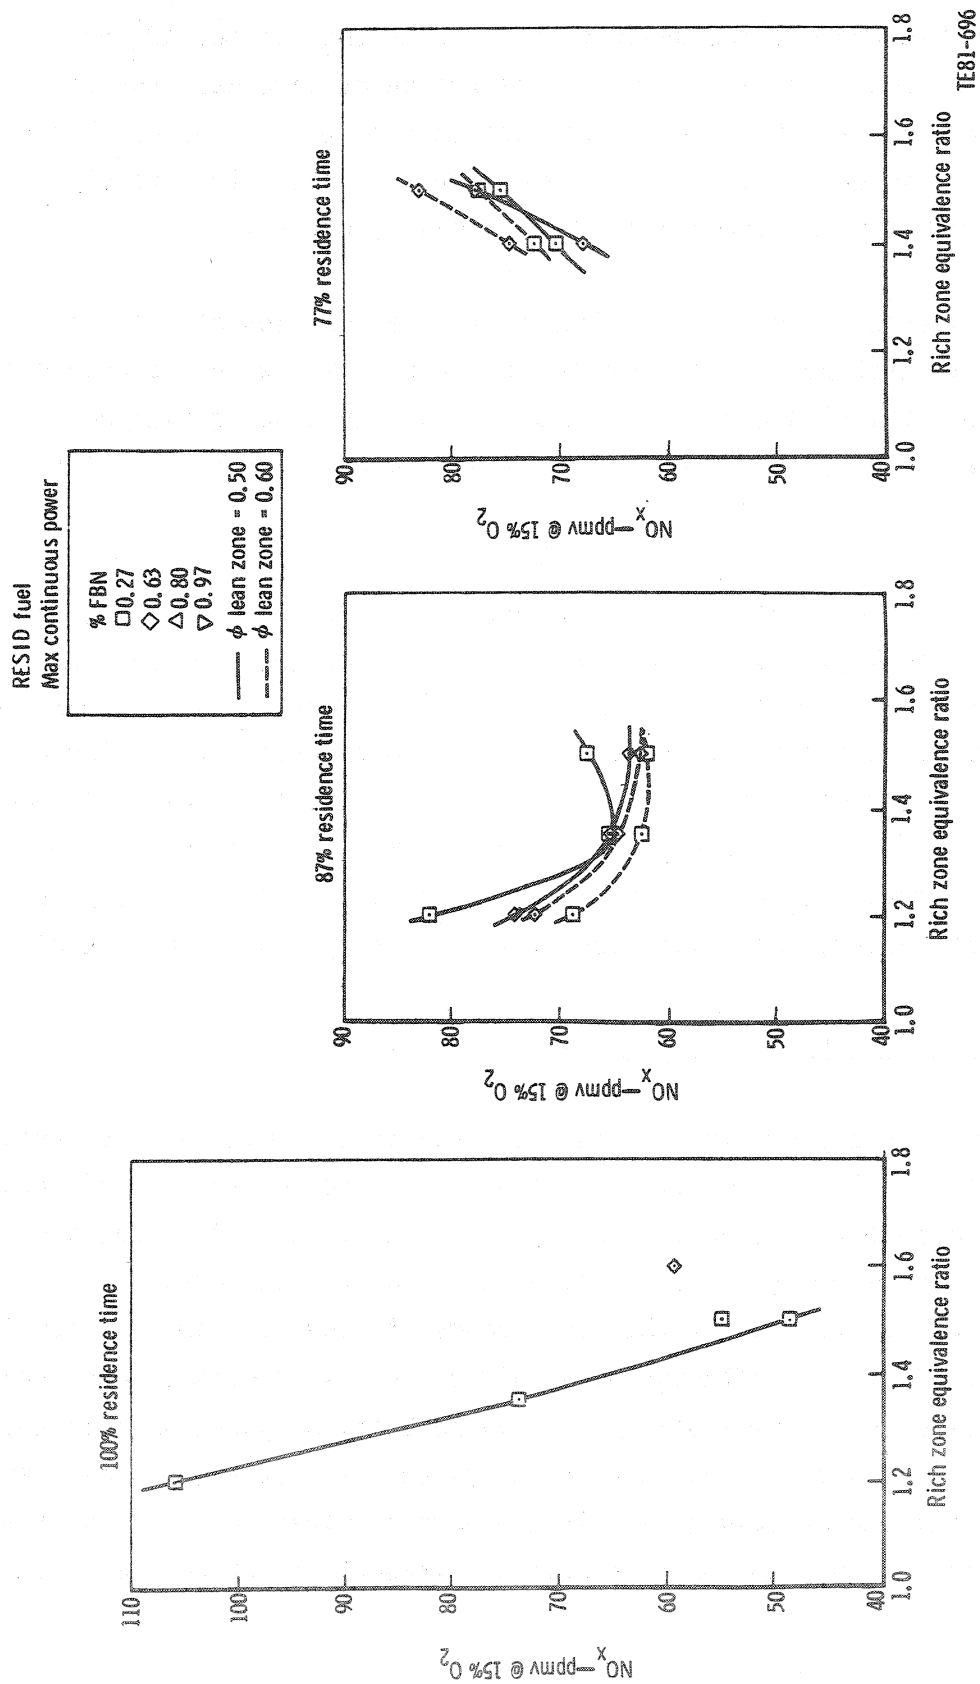 RESID fuel
Max continuous power
% FBN
0.27
0.63
0.80
0.97
ϕ lean zone = 0.50
ϕ lean zone = 0.60
100% residence time
110
100
90
80
70
60
50
40
NOx—ppmv @ 15% O2
1.0 1.2 1.4 1.6 1.8
Rich zone equivalence ratio
87% residence time
90
80
70
60
50
40
NOx—ppmv @ 15% O2
1.0 1.2 1.4 1.6 1.8
Rich zone equivalence ratio
77% residence time
90
80
70
60
50
40
NOx—ppmv @ 15% O2
1.0 1.2 1.4 1.6 1.8
Rich zone equivalence ratio
TE81-696